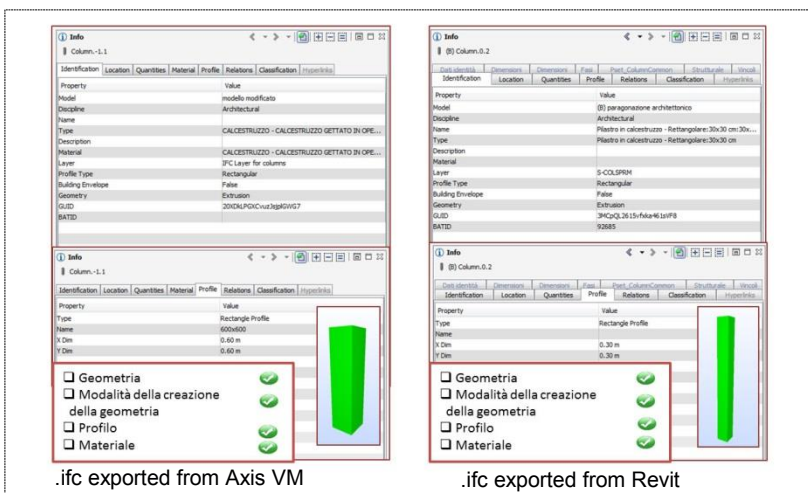 Info
Column.-1.1
Identification Location Quantities Material Profile Relations Classification Hyperlinks
Property Value
Model modello modificato
Discipline Architectural
Name
Type CALCESTRUZZO - CALCESTRUZZO GETTATO IN OPE...
Description
Material CALCESTRUZZO - CALCESTRUZZO GETTATO IN OPE...
Layer IFC Layer for columns
Profile Type Rectangular
Building Envelope False
Geometry Extrusion
GUID
BATID
Info
Column.-1.1
Identification Location Quantities Material Profile Relations Classification Hyperlinks
Property Value
Type Rectangle Profile
Name 600x600
X Dim 0.60 m
Y Dim 0.60 m
❑ Geometria
❑ Modalità della creazione
della geometria
❑ Profilo
❑ Materiale
.ifc exported from Axis VM
Info
(B) Column.0.2
Dati identità Dimensioni Dimensioni Fasi Pset_ColumnCommon Strutturale Vincoli
Identification Location Quantities Profile Relations Classification Hyperlinks
Property Value
Model (B) paragonazione architettonico
Discipline Architectural
Name Pilastro in calcestruzzo - Rettangolare:30x30 cm:30x...
Type Pilastro in calcestruzzo - Rettangolare:30x30 cm
Description
Material
Layer S-COLSPRM
Profile Type Rectangular
Building Envelope False
Geometry Extrusion
GUID
BATID 92685
Info
(B) Column.0.2
Dati identità Dimensioni Dimensioni Fasi Pset_ColumnCommon Strutturale Vincoli
Identification Location Quantities Profile Relations Classification Hyperlinks
Property Value
Type Rectangle Profile
Name
X Dim 0.30 m
Y Dim 0.30 m
❑ Geometria
❑ Modalità della creazione
della geometria
❑ Profilo
❑ Materiale
.ifc exported from Revit